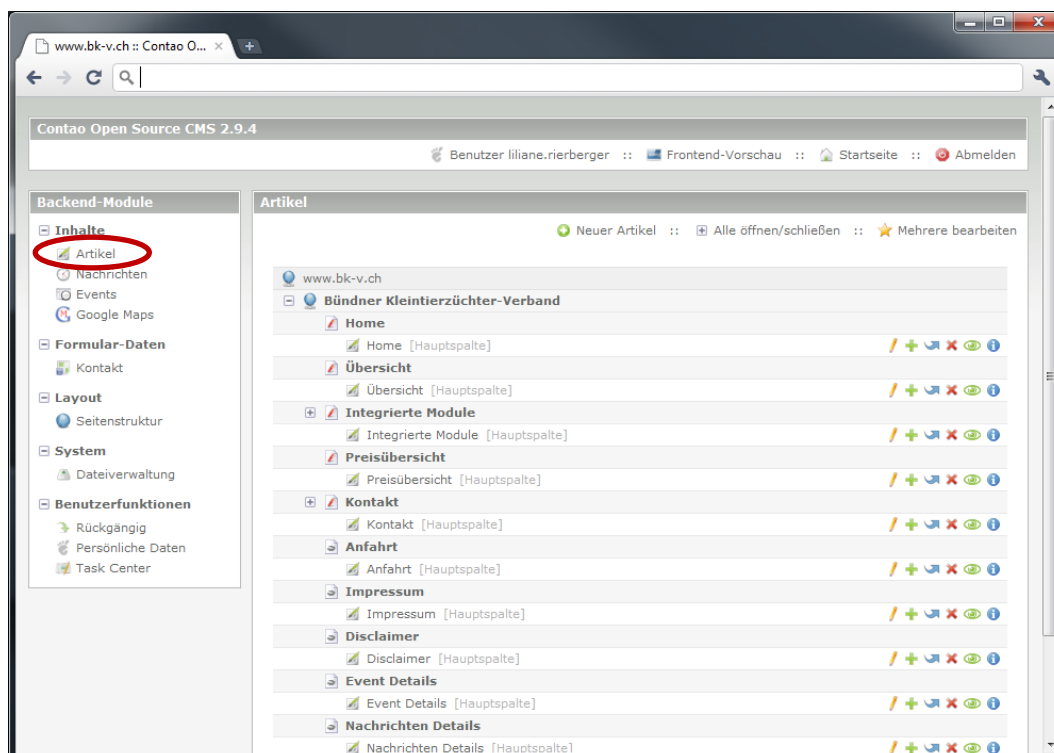 www.bk-v.ch :: Contao O...
Contao Open Source CMS 2.9.4
Benutzer liliane.rierberger :: Frontend-Vorschau :: Startseite :: Abmelden
Backend-Module
Inhalte
Artikel
Nachrichten
Events
Google Maps
Formular-Daten
Kontakt
Layout
Seitenstruktur
System
Dateiverwaltung
Benutzerfunktionen
Rückgängig
Persönliche Daten
Task Center
Artikel
Neuer Artikel :: Alle öffnen/schließen :: Mehrere bearbeiten
www.bk-v.ch
Bündner Kleintierzüchter-Verband
Home
Home [Hauptspalte]
Übersicht
Übersicht [Hauptspalte]
Integrierte Module
Integrierte Module [Hauptspalte]
Preisübersicht
Preisübersicht [Hauptspalte]
Kontakt
Kontakt [Hauptspalte]
Anfahrt
Anfahrt [Hauptspalte]
Impressum
Impressum [Hauptspalte]
Disclaimer
Disclaimer [Hauptspalte]
Event Details
Event Details [Hauptspalte]
Nachrichten Details
Nachrichten Details [Hauptspalte]